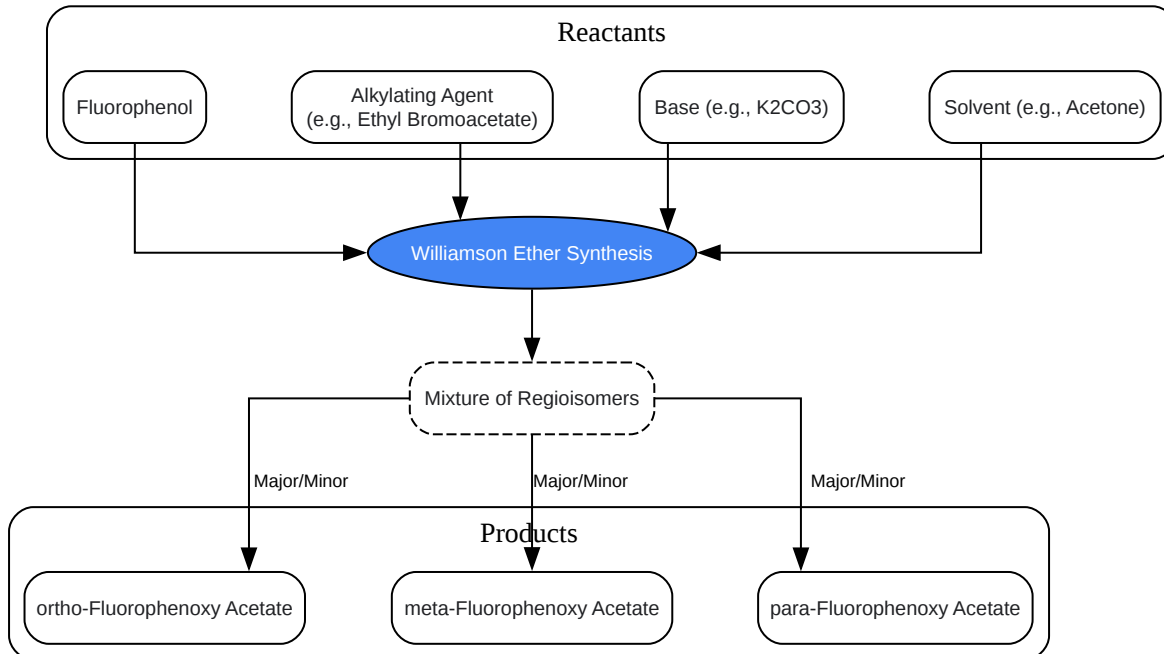 Reactants
Fluorophenol
Alkylating Agent
(e.g., Ethyl Bromoacetate)
Base (e.g., K2CO3)
Solvent (e.g., Acetone)
Williamson Ether Synthesis
Mixture of Regioisomers
Major/Minor
Major/Minor
Major/Minor
Products
ortho-Fluorophenoxy Acetate
meta-Fluorophenoxy Acetate
para-Fluorophenoxy Acetate